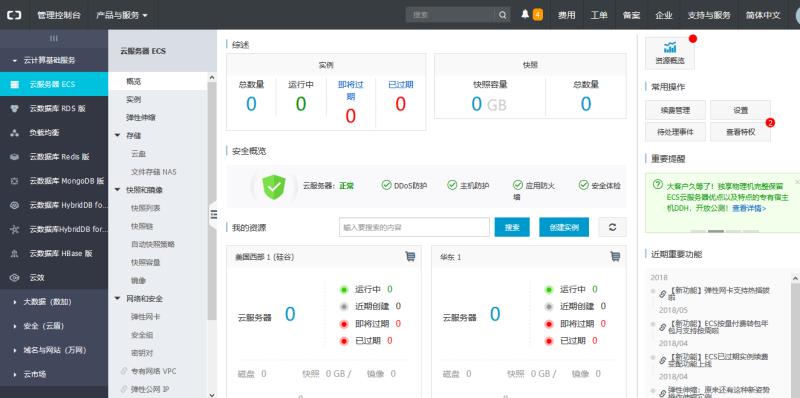 管理控制台 产品与服务 搜索 4 费用 工单 备案 企业 支持与服务 简体中文
云计算基础服务
云服务器 ECS
云数据库 RDS 版
负载均衡
云数据库 Redis 版
云数据库 MongoDB 版
云数据库 HybridDB fo...
云数据库HybridDB for...
云数据库 HBase 版
云效
大数据（数加）
安全（云盾）
域名与网站（万网）
云市场
云服务器 ECS
概览
实例
弹性伸缩
存储
云盘
文件存储 NAS
快照和镜像
快照列表
快照链
自动快照策略
快照容量
镜像
网络和安全
弹性网卡
安全组
密钥对
专有网络 VPC
弹性公网 IP
综述
实例
总数量 运行中 即将过期 已过期
0 0 0 0
快照
快照容量 总数量
0 GB 0
安全概览
云服务器：正常 DDoS防护 主机防护 应用防火墙 安全体检
我的资源 输入要搜索的内容 搜索 创建实例
美国西部 1 (硅谷)
云服务器 0
运行中 0
近期创建 0
即将过期 0
已过期 0
磁盘 0 快照 0 GB / 0 镜像 0
华东 1
云服务器 0
运行中 0
近期创建 0
即将过期 0
已过期 0
磁盘 0 快照 0 GB / 0 镜像 0
资源概览
常用操作
续费管理 设置
待处理事件 查看特权 2
重要提醒
大客户久等了！独享物理机完整保留
ECS云服务器优点以及特点的专有宿主
机DDH，开放公测！查看详情>
近期重要功能
2018
【新功能】弹性网卡支持热插拔
啦
2018/05
【新功能】ECS按量付费转包年
包月支持按周啦
2018/04
【新功能】ECS已过期实例续费
变配功能上线
2018/04
弹性伸缩：原来还有这种新姿势